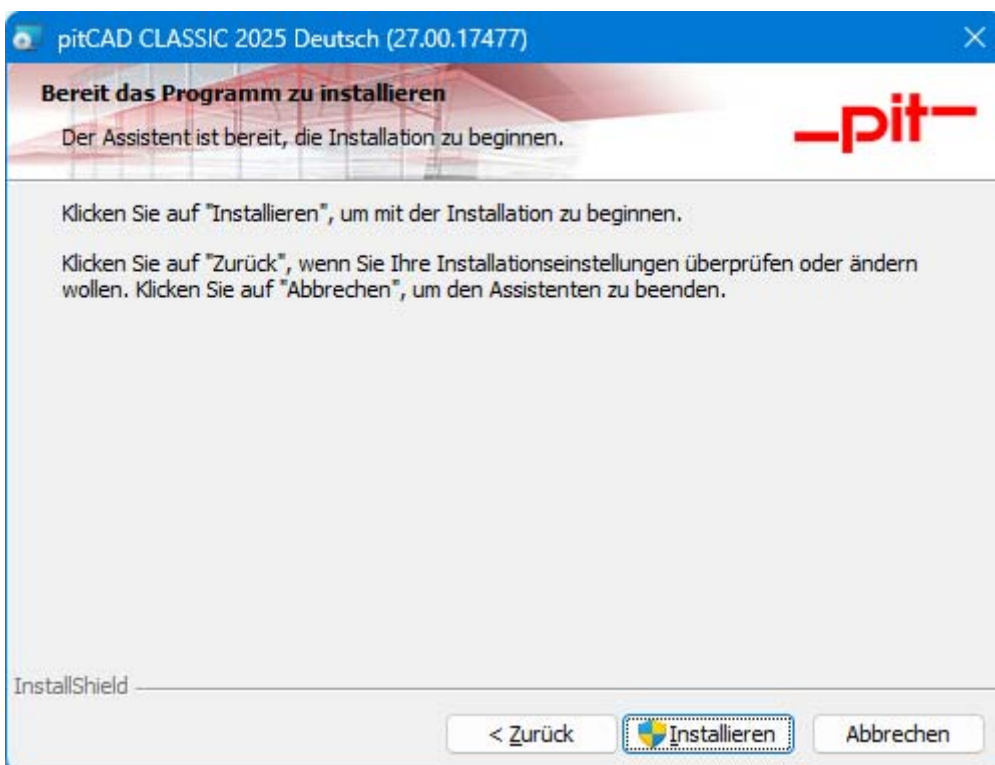 pitCAD CLASSIC 2025 Deutsch (27.00.17477)
Bereit das Programm zu installieren
Der Assistent ist bereit, die Installation zu beginnen.
pit
Klicken Sie auf "Installieren", um mit der Installation zu beginnen.
Klicken Sie auf "Zurück", wenn Sie Ihre Installationseinstellungen überprüfen oder ändern
wollen. Klicken Sie auf "Abbrechen", um den Assistenten zu beenden.
InstallShield
< Zurück Installieren Abbrechen